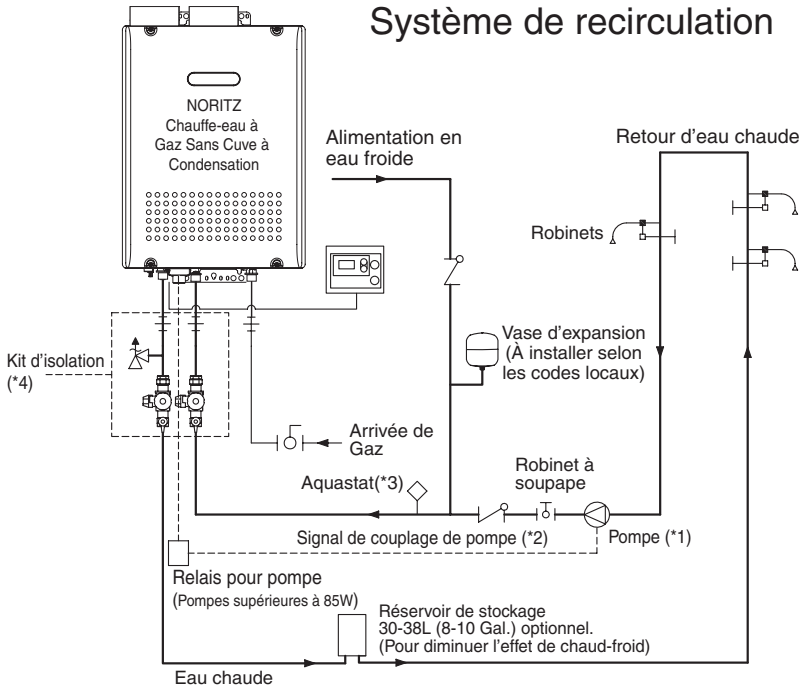 Système de recirculation
NORITZ
Chauffe-eau à
Gaz Sans Cuve à
Condensation
Alimentation en
eau froide
Retour d'eau chaude
Robinets
Vase d'expansion
(À installer selon
les codes locaux)
Kit d'isolation
(*4)
Arrivée de
Gaz
Robinet à
soupape
Aquastat(*3)
Signal de couplage de pompe (*2)
Pompe (*1)
Relais pour pompe
(Pompes supérieures à 85W)
Réservoir de stockage
30-38L (8-10 Gal.) optionnel.
(Pour diminuer l'effet de chaud-froid)
Eau chaude